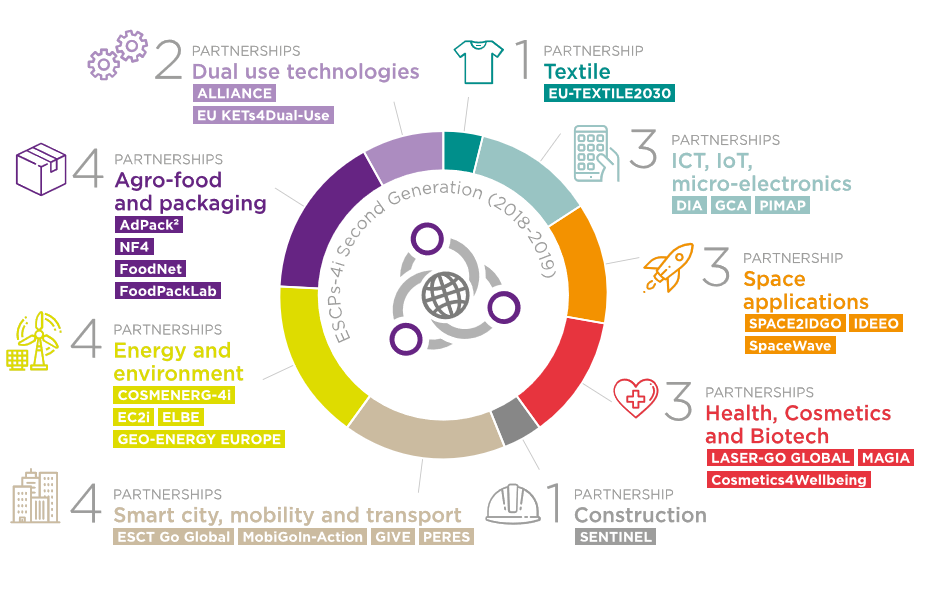 2
PARTNERSHIPS
Dual use technologies
ALLIANCE
EU KETs4Dual-Use
1
PARTNERSHIP
Textile
EU-TEXTILE2030
4
PARTNERSHIPS
Agro-food
and packaging
AdPack²
NF4
FoodNet
FoodPackLab
3
PARTNERSHIPS
ICT, IoT,
micro-electronics
DIA GCA PIMAP
ESCPs-4i Second Generation (2018-2019)
3
PARTNERSHIP
Space
applications
SPACE2IDGO IDEEO
SpaceWave
4
PARTNERSHIPS
Energy and
environment
COSMENERG-4i
EC2i ELBE
GEO-ENERGY EUROPE
3
PARTNERSHIPS
Health, Cosmetics
and Biotech
LASER-GO GLOBAL MAGIA
Cosmetics4Wellbeing
4
PARTNERSHIPS
Smart city, mobility and transport
ESCT Go Global MobiGoIn-Action GIVE PERES
1
PARTNERSHIP
Construction
SENTINEL